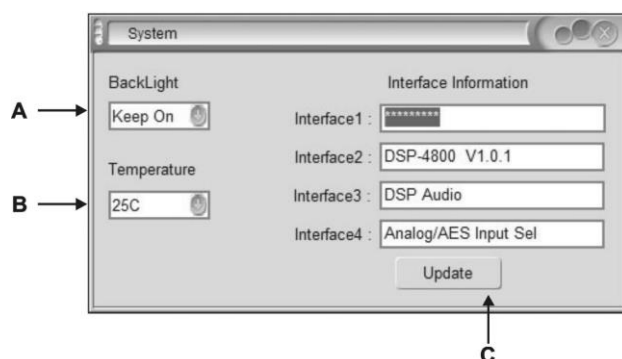 System
BackLight
Interface Information
A
Keep On
Interface1 : *********
Interface2 : DSP-4800 V1.0.1
Temperature
B
25C
Interface3 : DSP Audio
Interface4 : Analog/AES Input Sel
Update
C